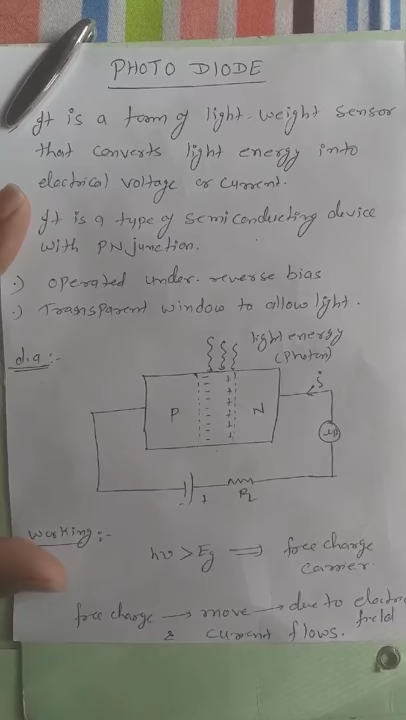 PHOTO DIODE
It is a form of light-weight sensor
that converts light energy into
electrical voltage or current.
It is a type of semiconducting device
with PN junction.
:) operated under reverse bias
:) Transparent window to allow light.
dia:-
light energy
(Photon)
P
N
i
μA
- +
RL
Working:-
hν > Eg ⟹ free charge
carrier.
free charge → move → due to electric
field
& current flows.